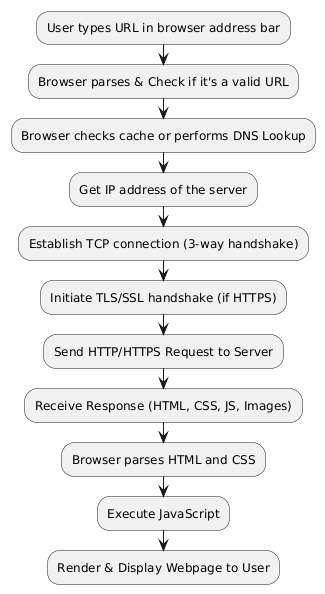 User types URL in browser address bar
Browser parses & Check if it's a valid URL
Browser checks cache or performs DNS Lookup
Get IP address of the server
Establish TCP connection (3-way handshake)
Initiate TLS/SSL handshake (if HTTPS)
Send HTTP/HTTPS Request to Server
Receive Response (HTML, CSS, JS, Images)
Browser parses HTML and CSS
Execute JavaScript
Render & Display Webpage to User